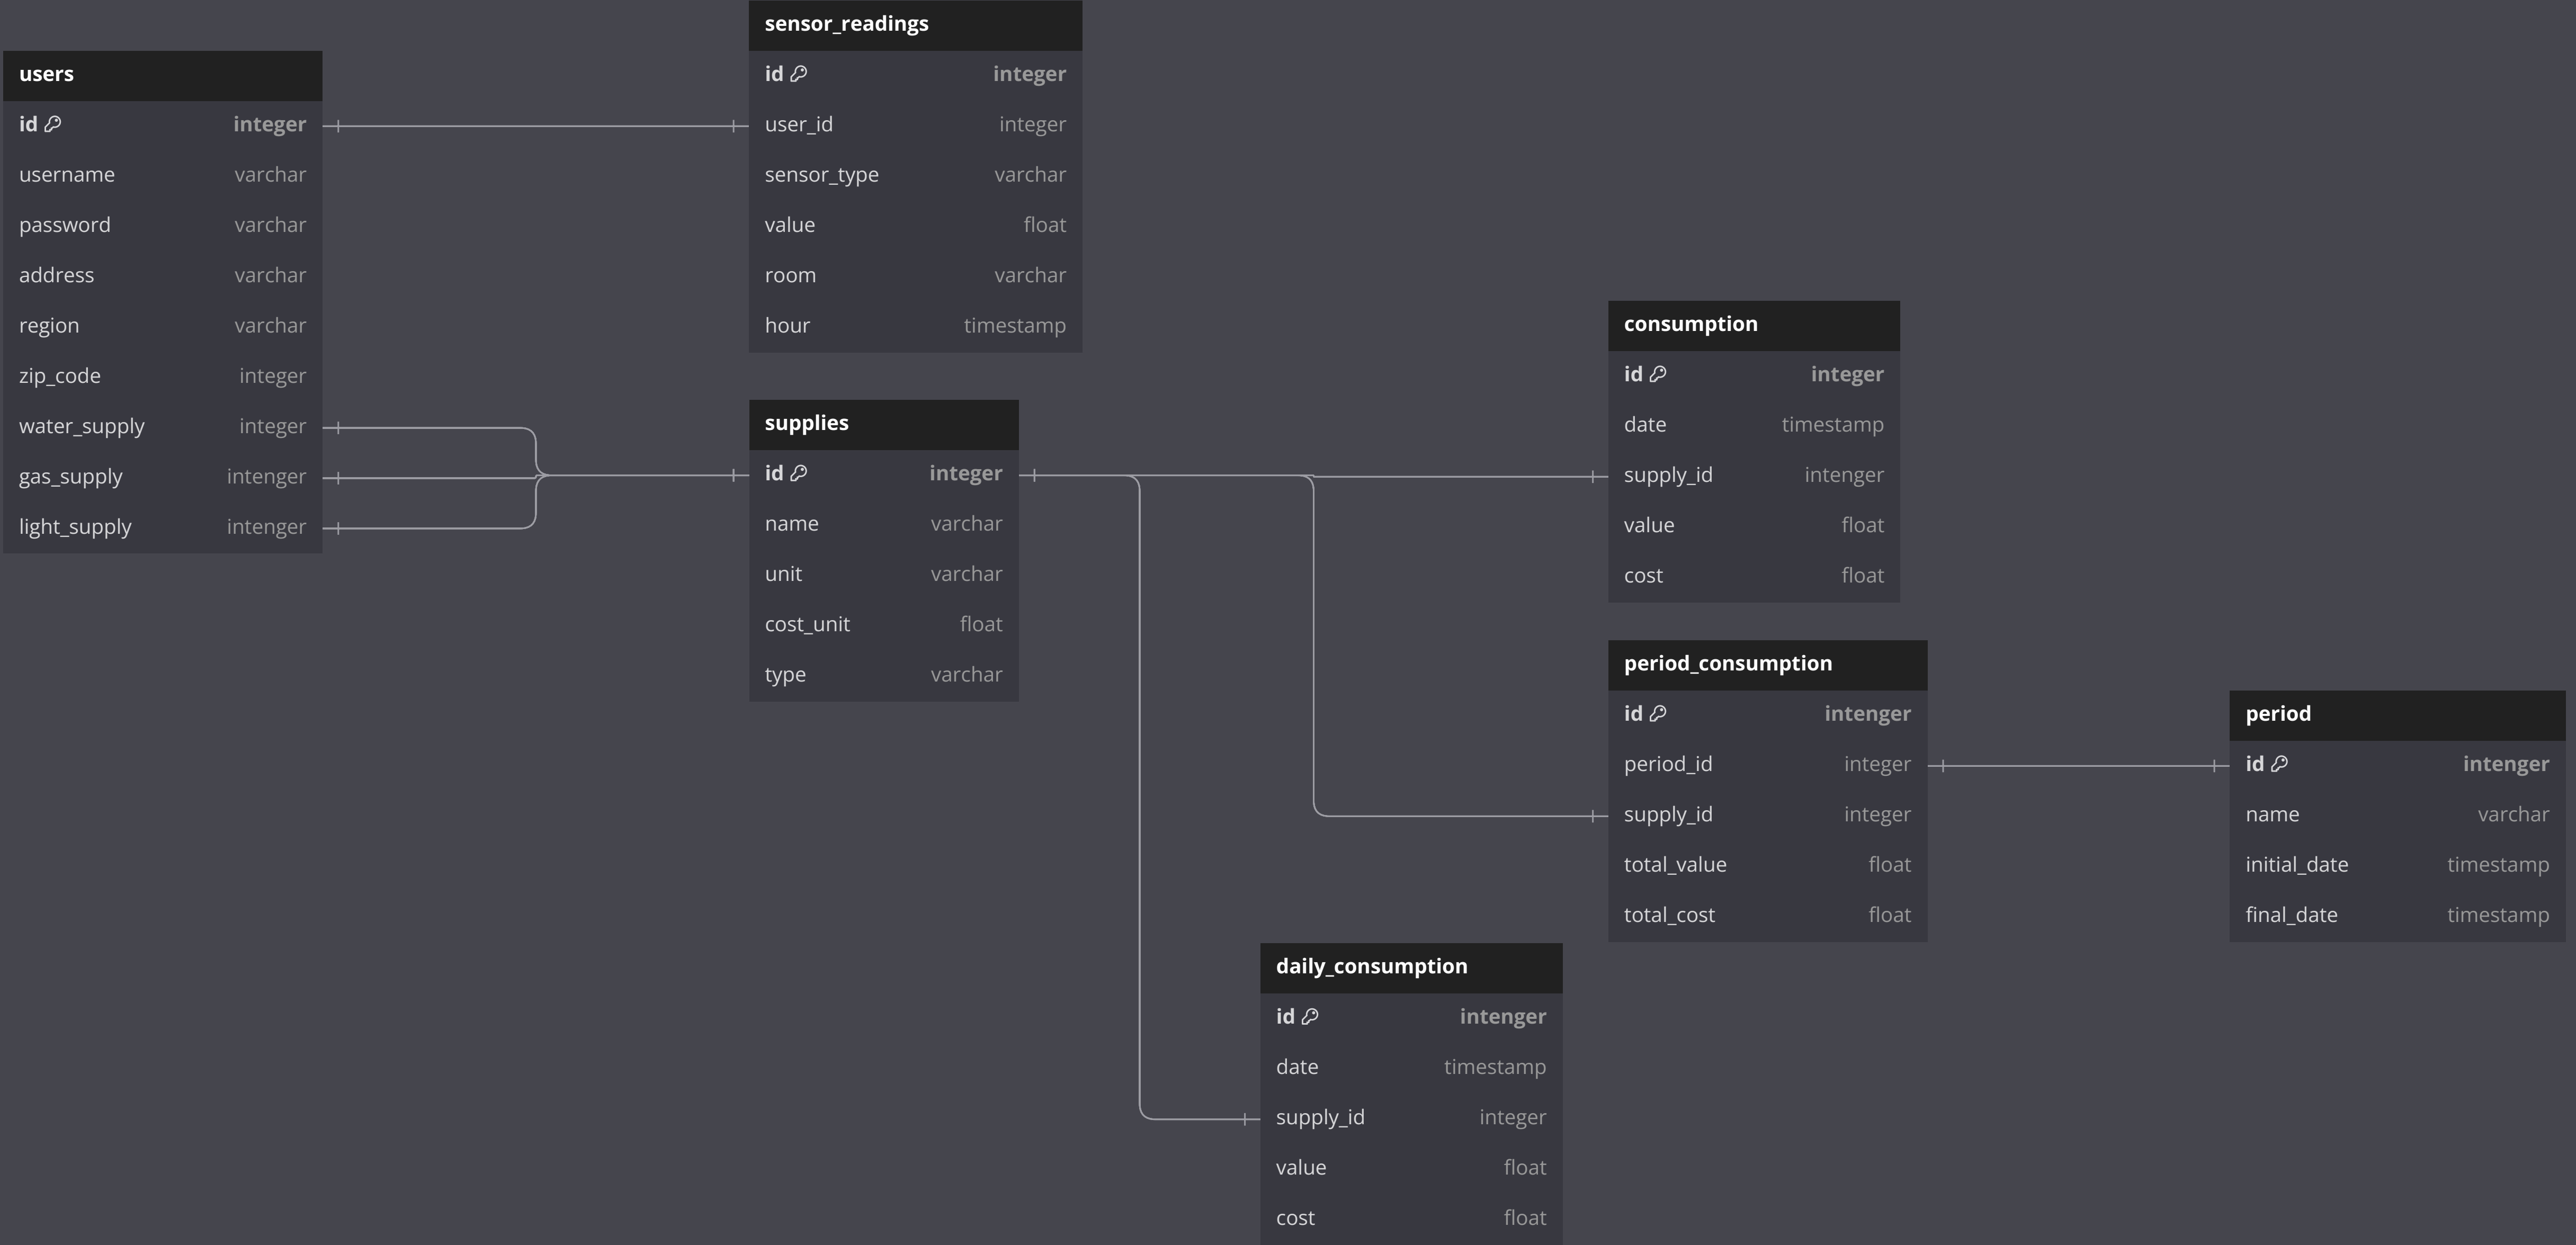 users
id integer
username varchar
password varchar
address varchar
region varchar
zip_code integer
water_supply integer
gas_supply intenger
light_supply intenger
sensor_readings
id integer
user_id integer
sensor_type varchar
value float
room varchar
hour timestamp
supplies
id integer
name varchar
unit varchar
cost_unit float
type varchar
consumption
id integer
date timestamp
supply_id intenger
value float
cost float
period_consumption
id intenger
period_id integer
supply_id integer
total_value float
total_cost float
period
id intenger
name varchar
initial_date timestamp
final_date timestamp
daily_consumption
id intenger
date timestamp
supply_id integer
value float
cost float